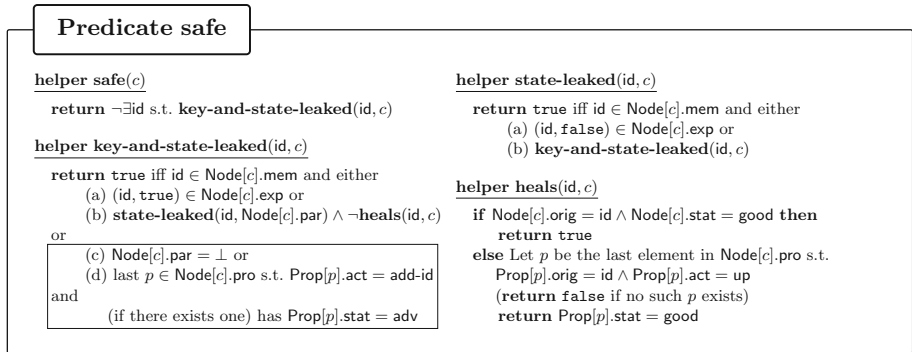 Predicate safe
helper safe(c)
return ¬∃id s.t. key-and-state-leaked(id, c)
helper key-and-state-leaked(id, c)
return true iff id ∈ Node[c].mem and either
(a) (id, true) ∈ Node[c].exp or
(b) state-leaked(id, Node[c].par) ∧ ¬heals(id, c)
or
(c) Node[c].par = ⊥ or
(d) last p ∈ Node[c].pro s.t. Prop[p].act = add-id
and
(if there exists one) has Prop[p].stat = adv
helper state-leaked(id, c)
return true iff id ∈ Node[c].mem and either
(a) (id, false) ∈ Node[c].exp or
(b) key-and-state-leaked(id, c)
helper heals(id, c)
if Node[c].orig = id ∧ Node[c].stat = good then
return true
else Let p be the last element in Node[c].pro s.t.
Prop[p].orig = id ∧ Prop[p].act = up
(return false if no such p exists)
return Prop[p].stat = good